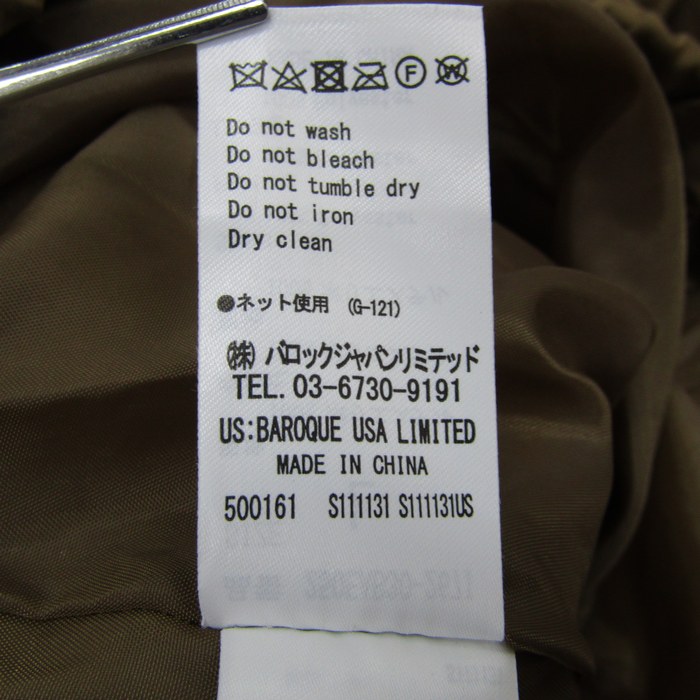 F W
Do not wash
Do not bleach
Do not tumble dry
Do not iron
Dry clean
●ネット使用 (G-121)
㈱ バロックジャパンリミテッド
TEL. 03-6730-9191
US:BAROQUE USA LIMITED
MADE IN CHINA
500161 S111131 S111131US